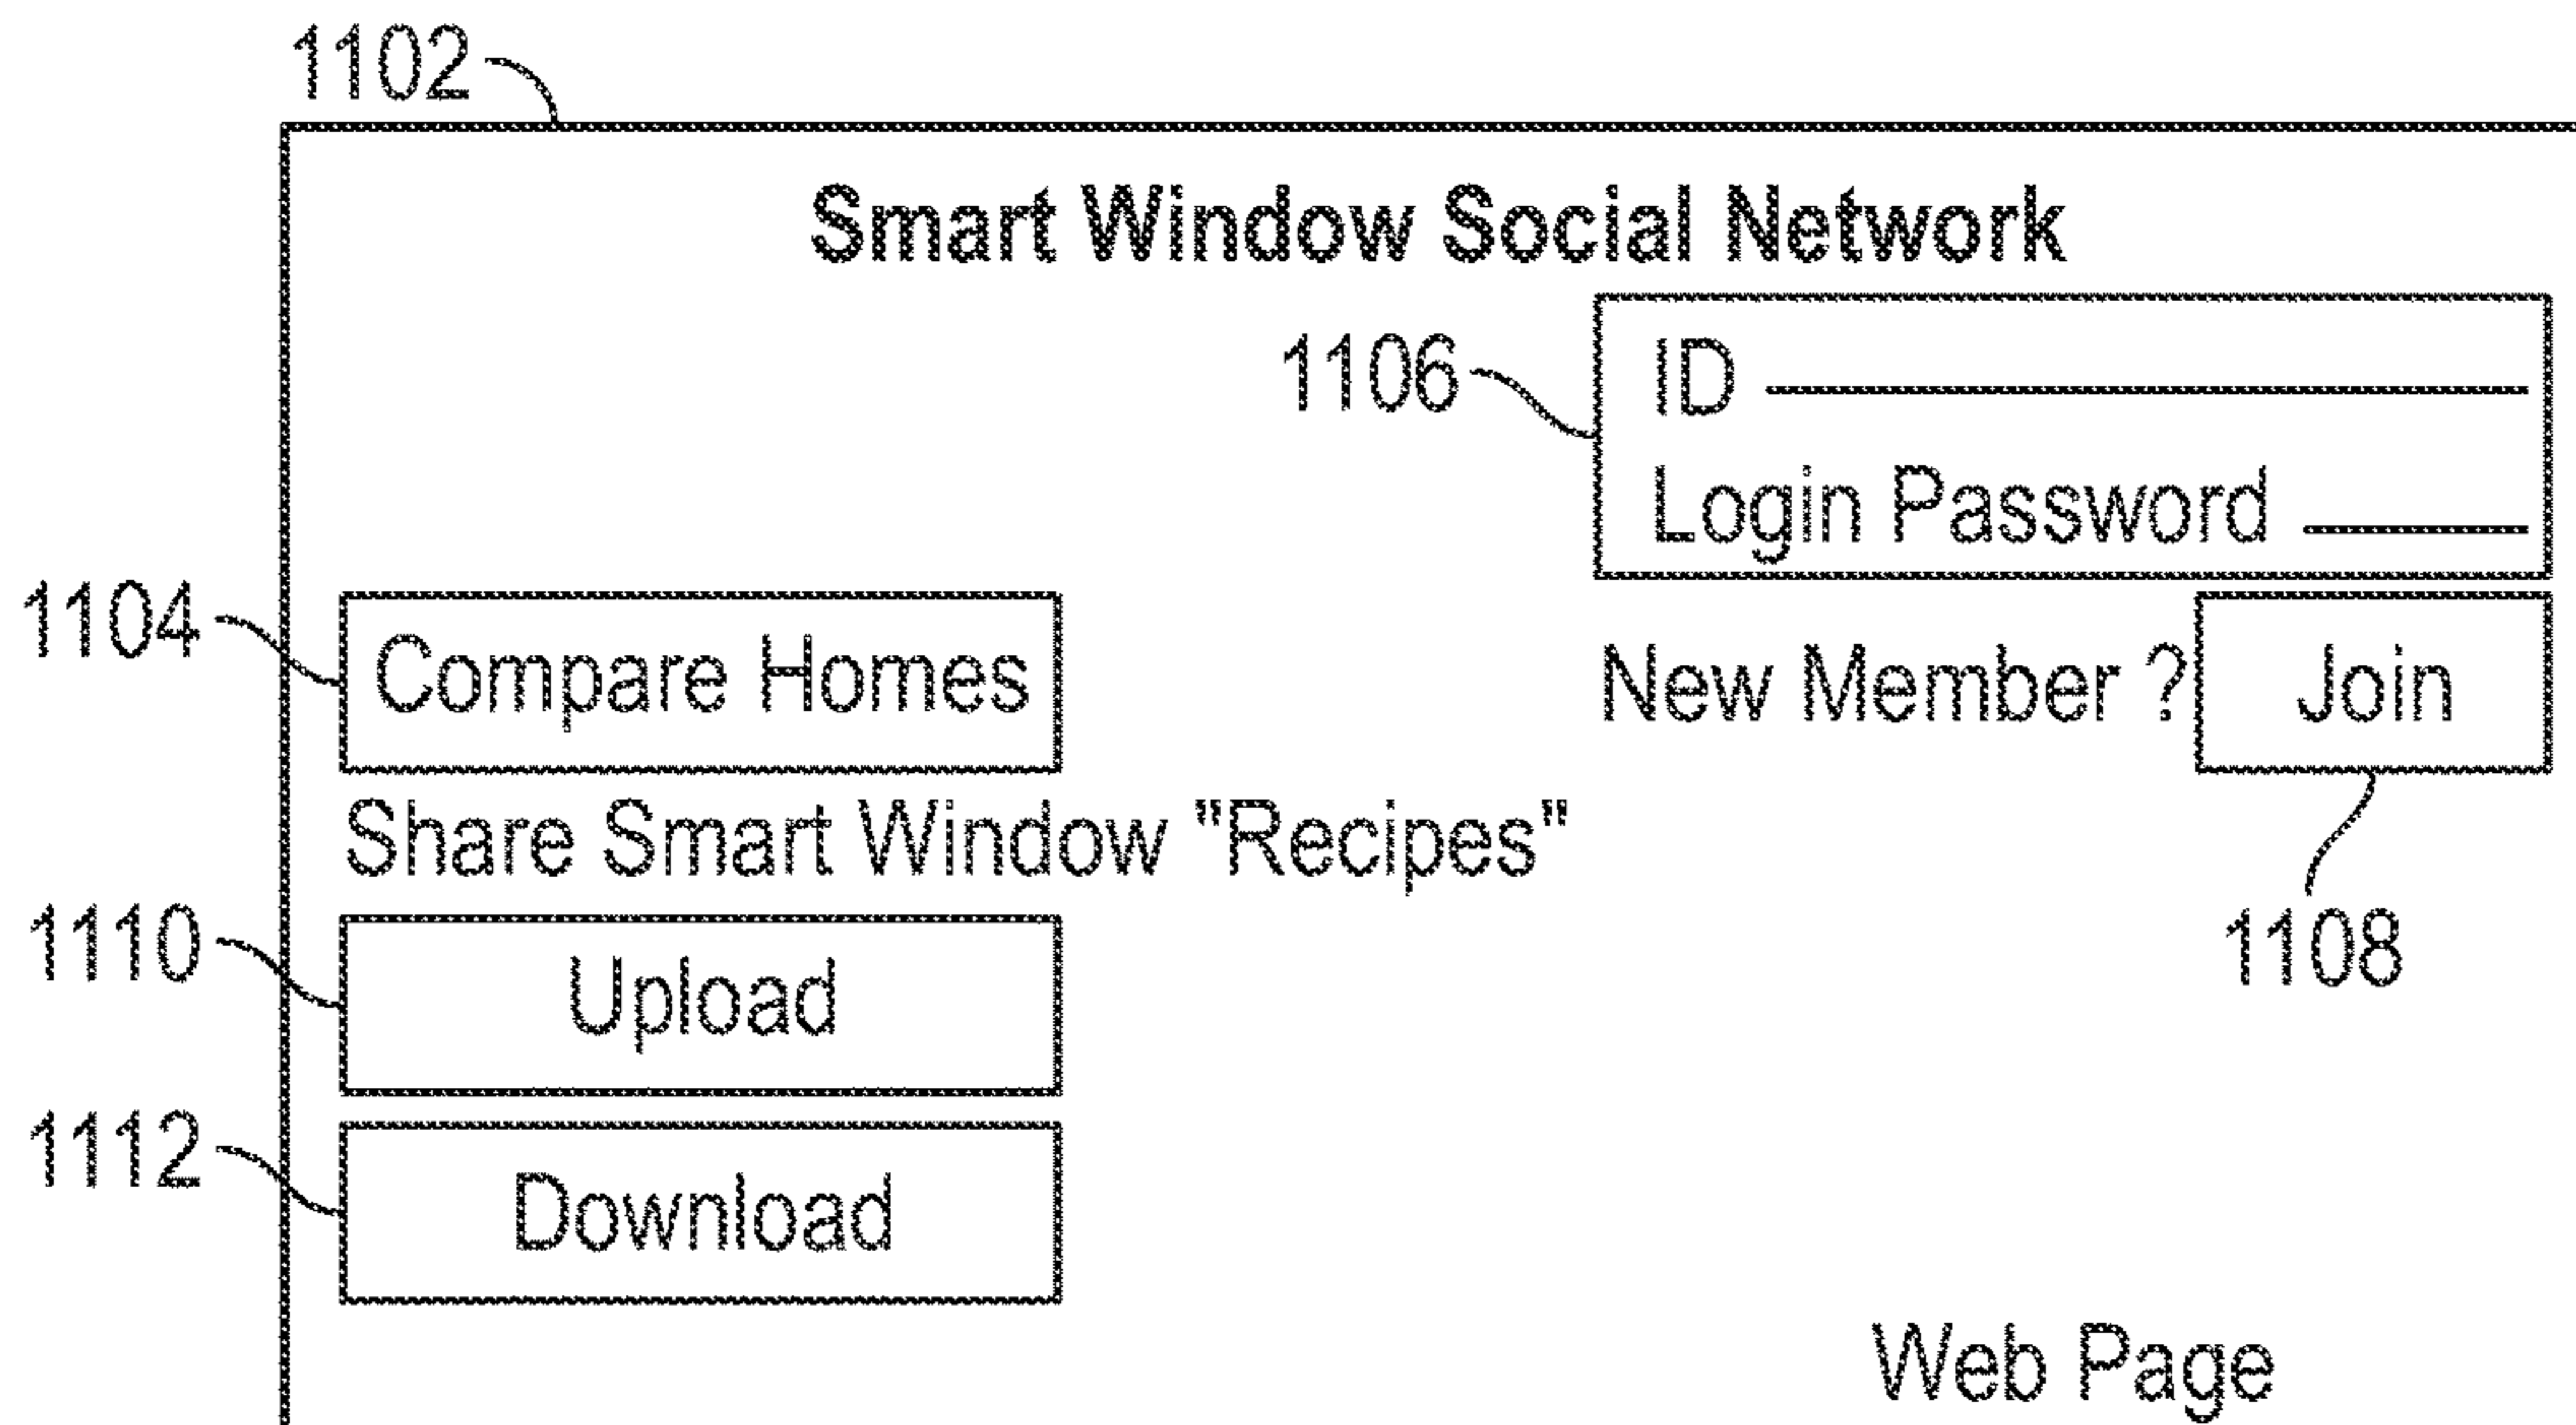 1102
Smart Window Social Network
1106
ID
Login Password
1104
Compare Homes
New Member ?
Join
Share Smart Window "Recipes"
1110
Upload
1108
1112
Download
Web Page